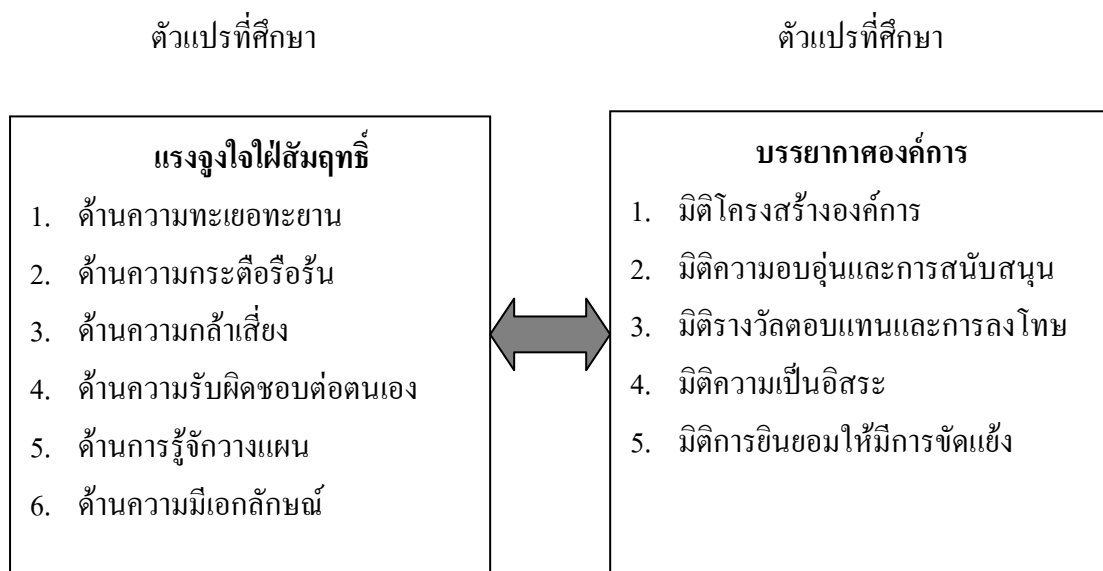 ตัวแปรที่ศึกษา
ตัวแปรที่ศึกษา
แรงจูงใจใฝ่สัมฤทธิ์
1. ด้านความทะเยอทะยาน
2. ด้านความกระตือรือร้น
3. ด้านความกล้าเสี่ยง
4. ด้านความรับผิดชอบต่อตนเอง
5. ด้านการรู้จักวางแผน
6. ด้านความมีเอกลักษณ์
บรรยากาศองค์การ
1. มิติโครงสร้างองค์การ
2. มิติความอบอุ่นและการสนับสนุน
3. มิติรางวัลตอบแทนและการลงโทษ
4. มิติความเป็นอิสระ
5. มิติการยินยอมให้มีการขัดแย้ง